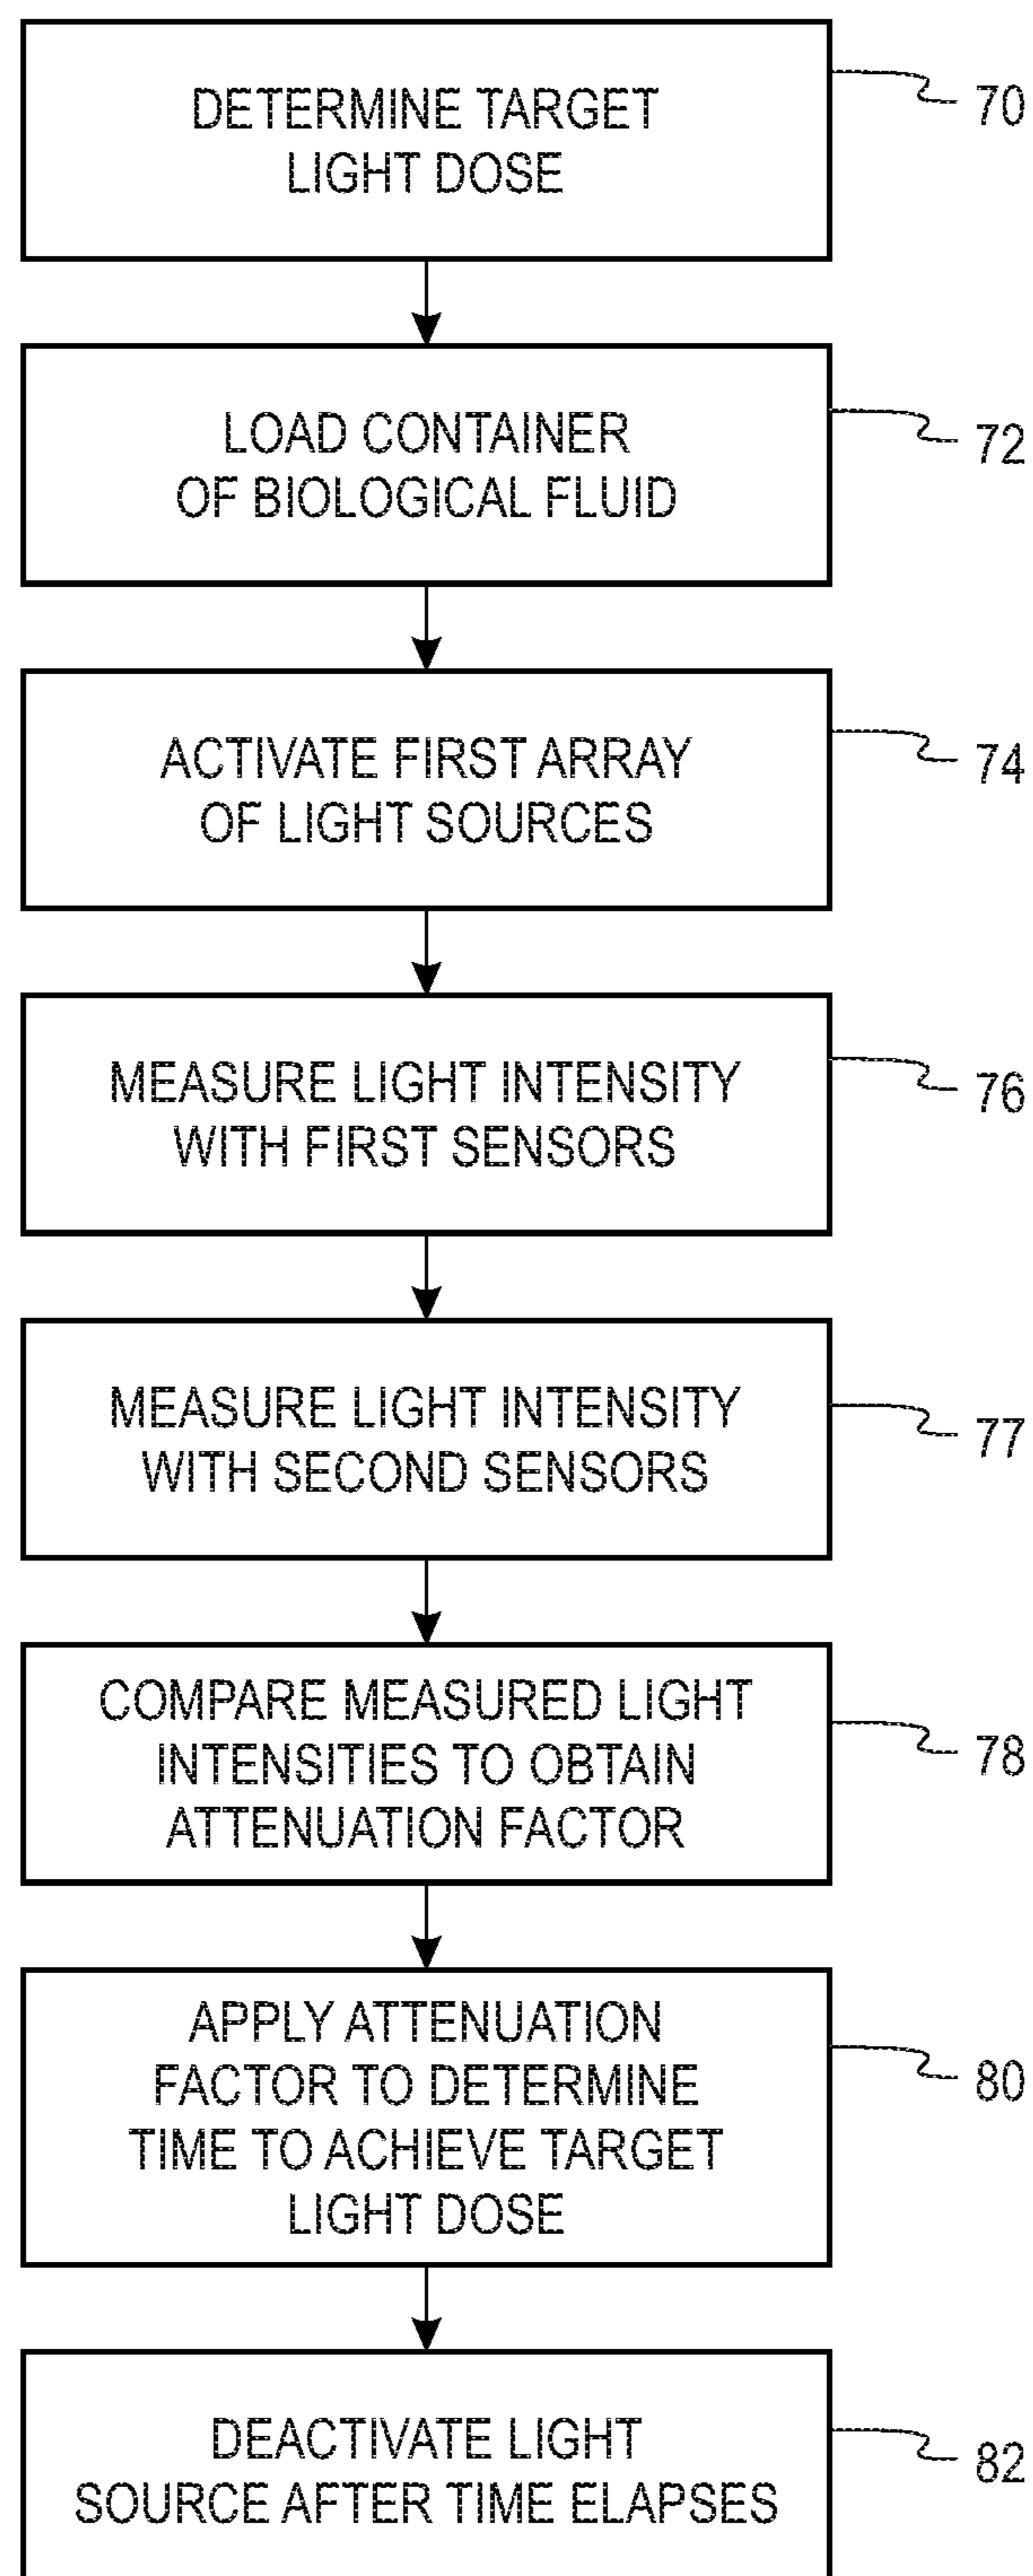 DETERMINE TARGET
LIGHT DOSE
70
LOAD CONTAINER
OF BIOLOGICAL FLUID
72
ACTIVATE FIRST ARRAY
OF LIGHT SOURCES
74
MEASURE LIGHT INTENSITY
WITH FIRST SENSORS
76
MEASURE LIGHT INTENSITY
WITH SECOND SENSORS
77
COMPARE MEASURED LIGHT
INTENSITIES TO OBTAIN
ATTENUATION FACTOR
78
APPLY ATTENUATION
FACTOR TO DETERMINE
TIME TO ACHIEVE TARGET
LIGHT DOSE
80
DEACTIVATE LIGHT
SOURCE AFTER TIME ELAPSES
82